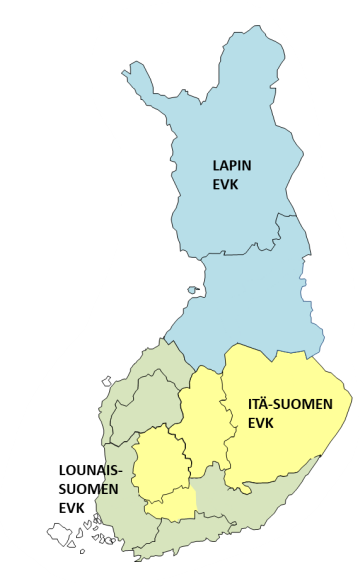 LAPIN
EVK
ITÄ-SUOMEN
EVK
LOUNAIS-
SUOMEN
EVK